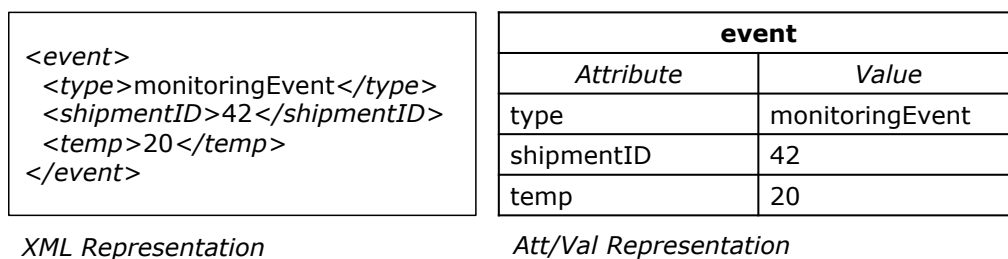 <event>
<type>monitoringEvent</type>
<shipmentID>42</shipmentID>
<temp>20</temp>
</event>
XML Representation
event
Attribute Value
type monitoringEvent
shipmentID 42
temp 20
Att/Val Representation